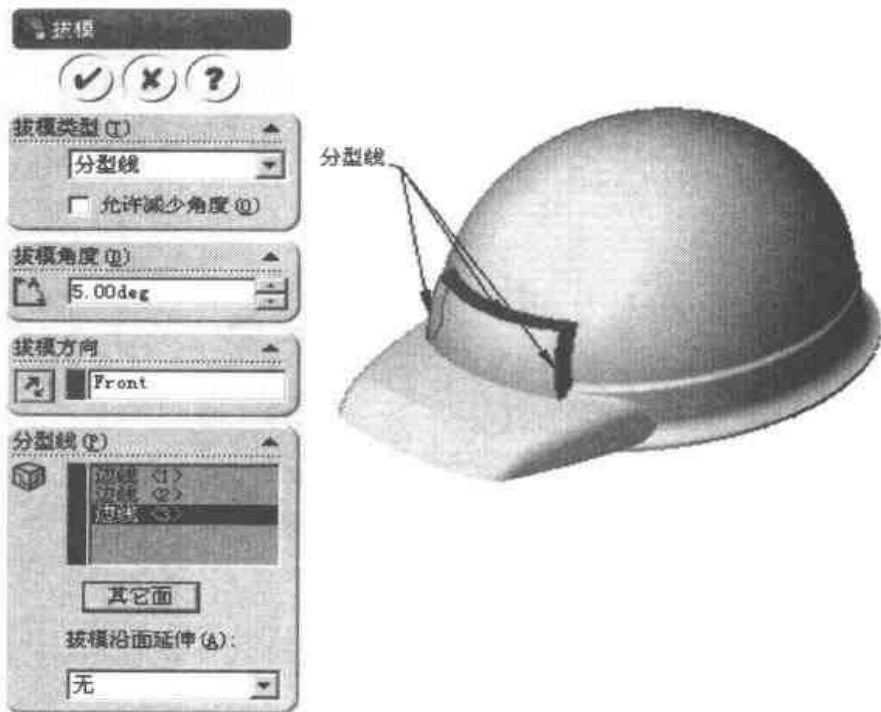 拔模
拔模类型(T)
分型线
允许减少角度(O)
拔模角度(D)
5.00deg
拔模方向
Front
分型线(P)
边线 <1>
边线 <2>
边线 <3>
其它面
拔模沿面延伸(A):
无
分型线